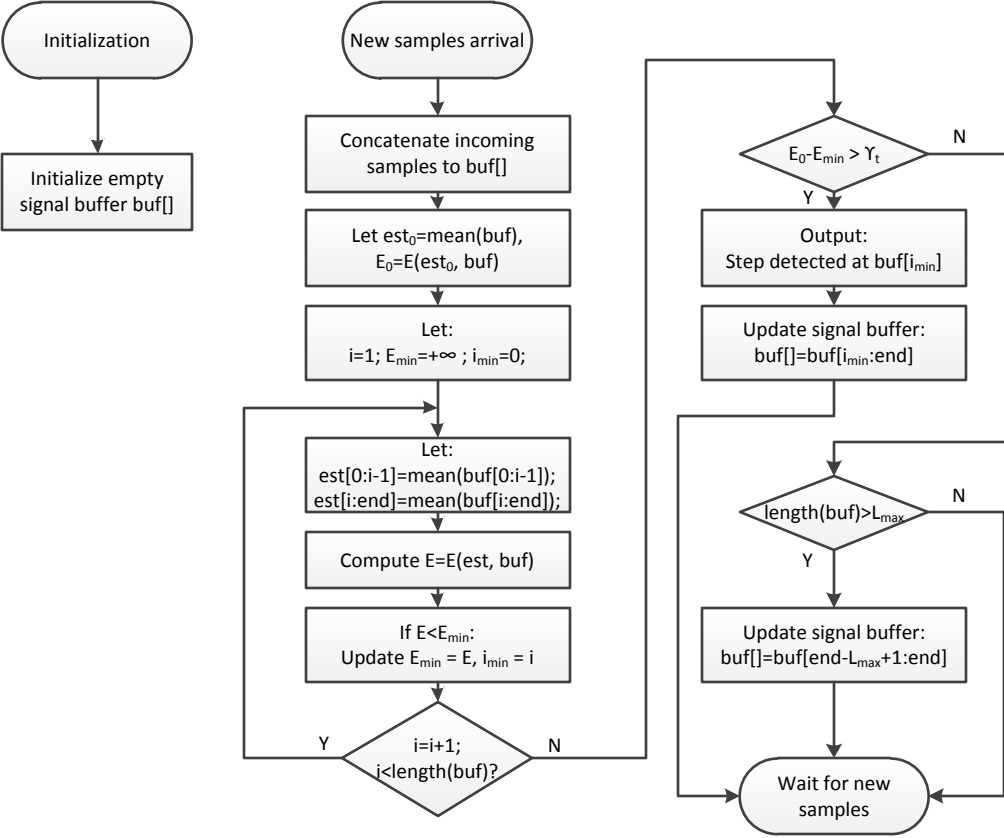 Initialization
Initialize empty
signal buffer buf[]
New samples arrival
Concatenate incoming
samples to buf[]
Let est₀=mean(buf),
E₀=E(est₀, buf)
Let:
i=1; Eₘᵢₙ=+∞ ; iₘᵢₙ=0;
Let:
est[0:i-1]=mean(buf[0:i-1]);
est[i:end]=mean(buf[i:end]);
Compute E=E(est, buf)
If E<Eₘᵢₙ:
Update Eₘᵢₙ = E, iₘᵢₙ = i
i=i+1;
i<length(buf)?
Y
N
E₀-Eₘᵢₙ > ϒₜ
N
Y
Output:
Step detected at buf[iₘᵢₙ]
Update signal buffer:
buf[]=buf[iₘᵢₙ:end]
length(buf)>Lₘₐₓ
N
Y
Update signal buffer:
buf[]=buf[end-Lₘₐₓ+1:end]
Wait for new
samples